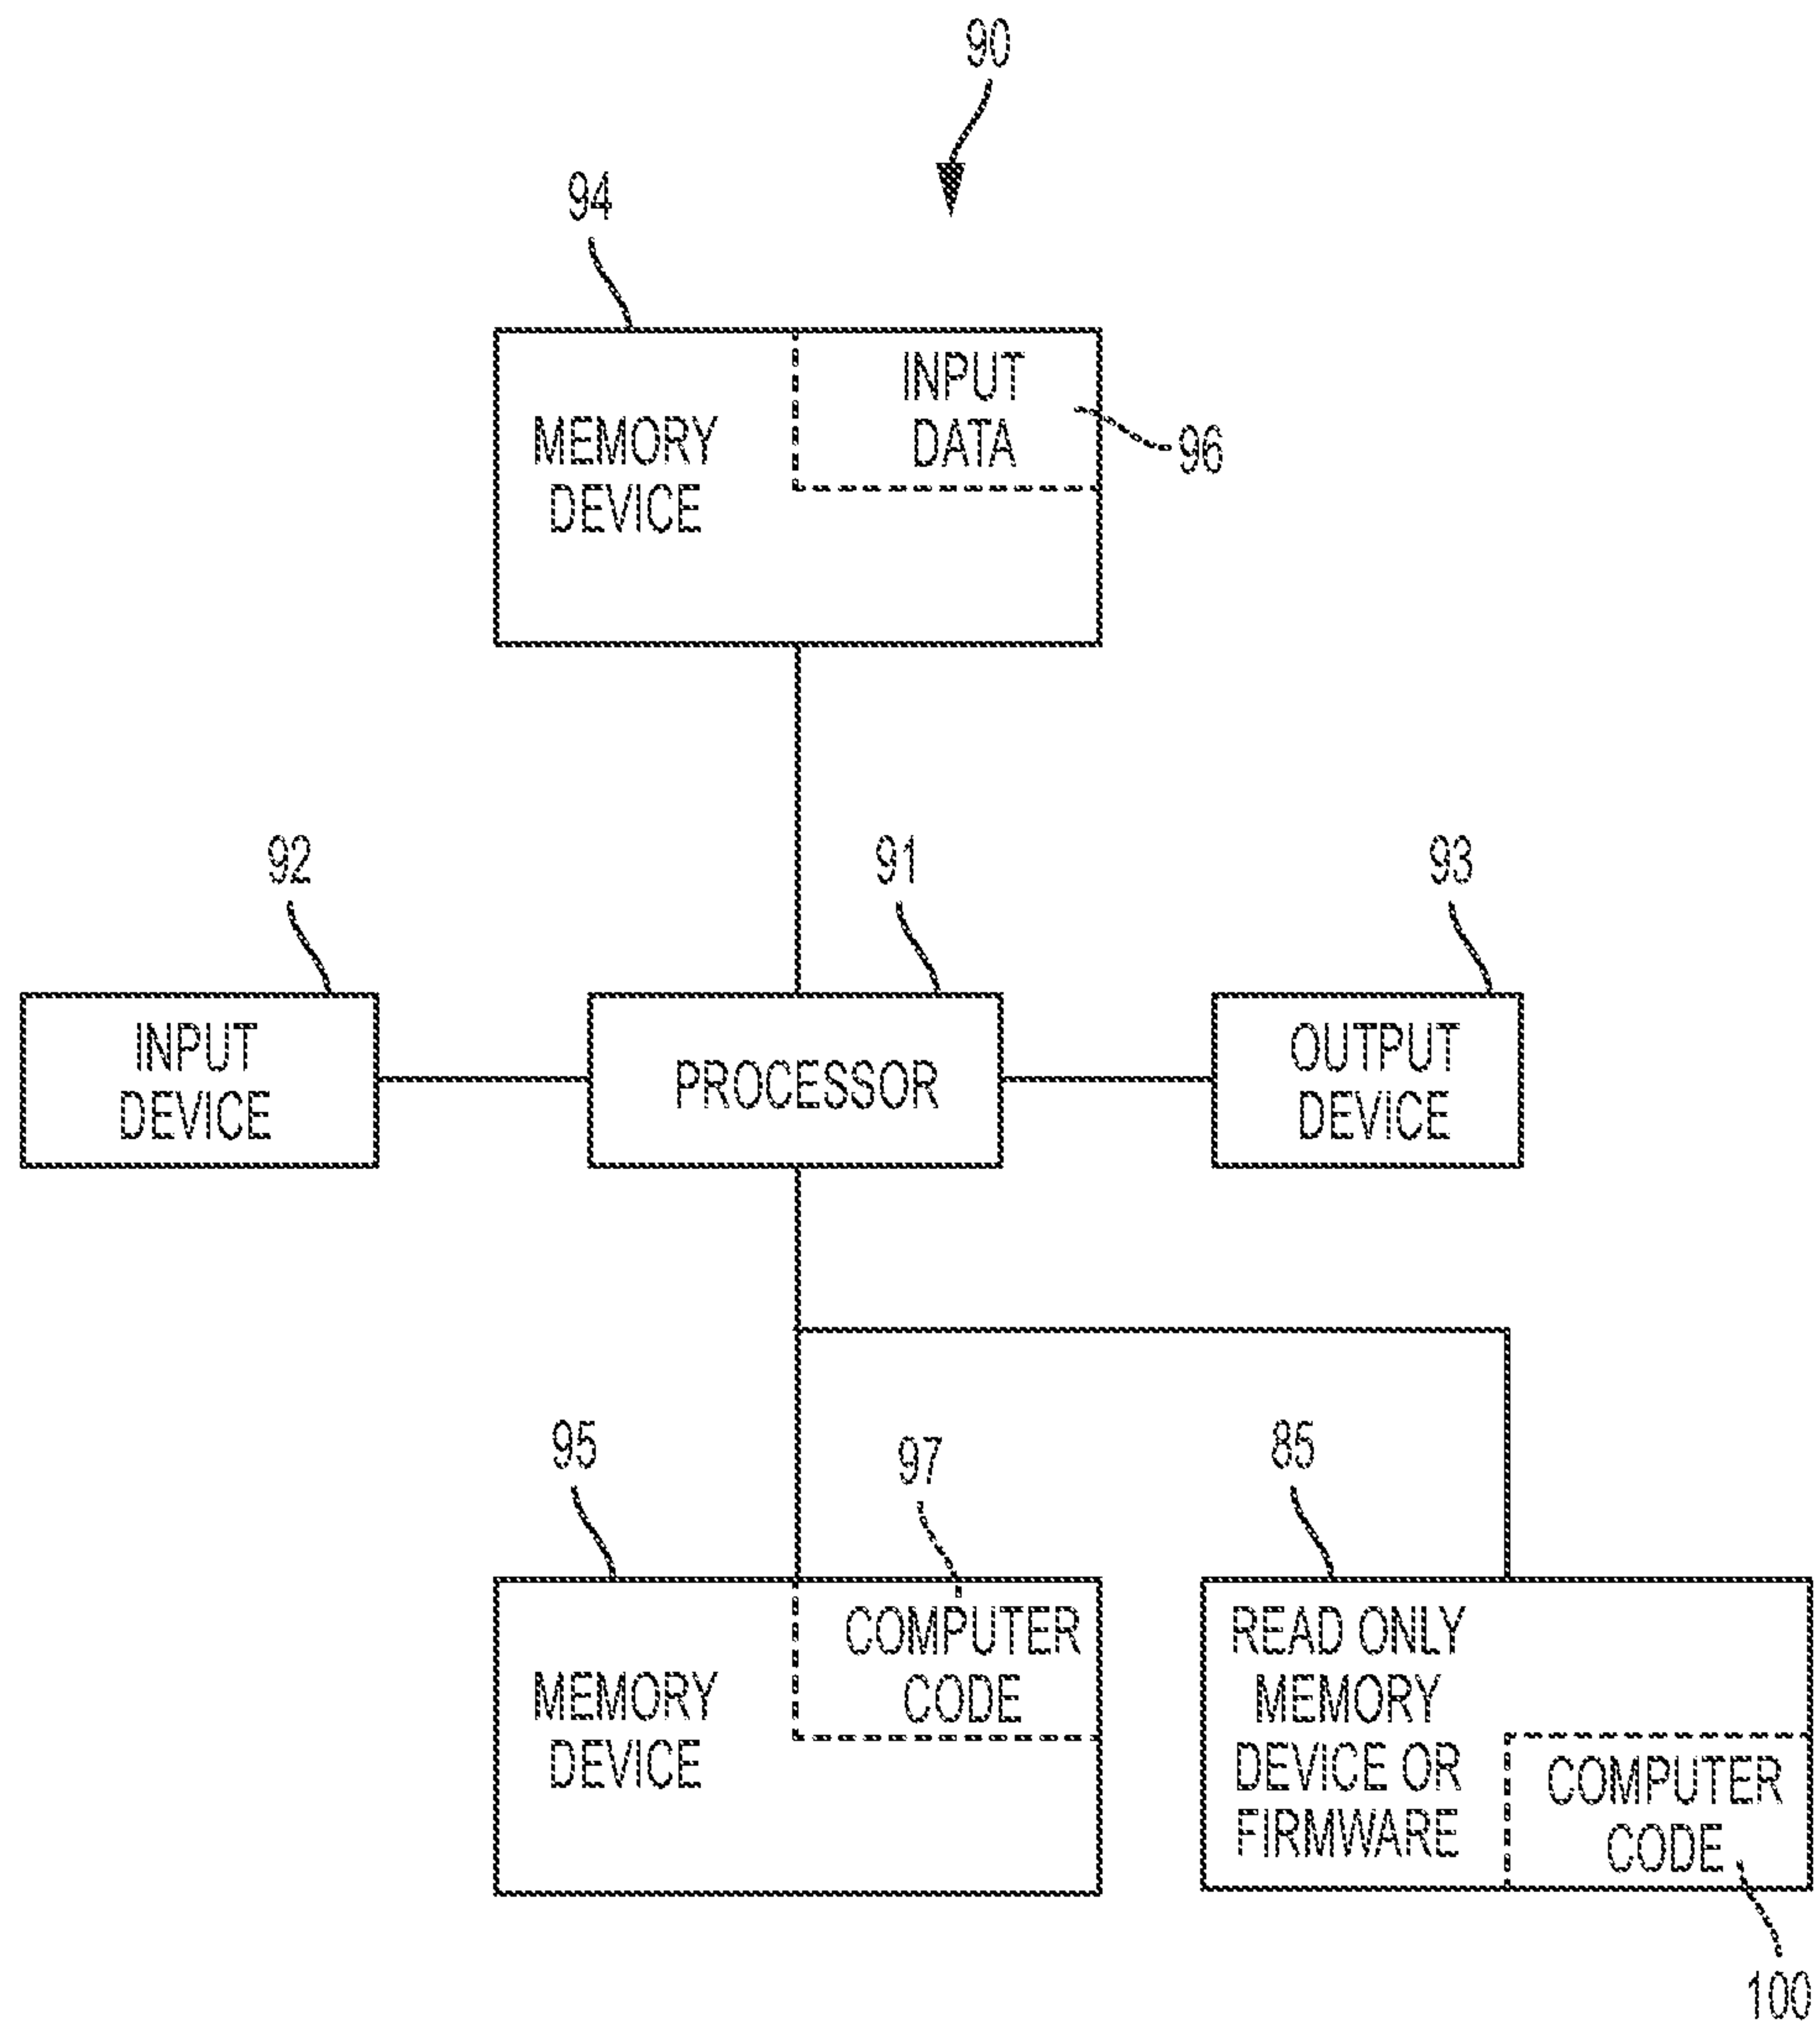 90
94
INPUT
DATA
MEMORY
DEVICE
96
92
91
93
INPUT
DEVICE
PROCESSOR
OUTPUT
DEVICE
95
97
85
COMPUTER
CODE
MEMORY
DEVICE
READ ONLY
MEMORY
DEVICE OR
FIRMWARE
COMPUTER
CODE
100